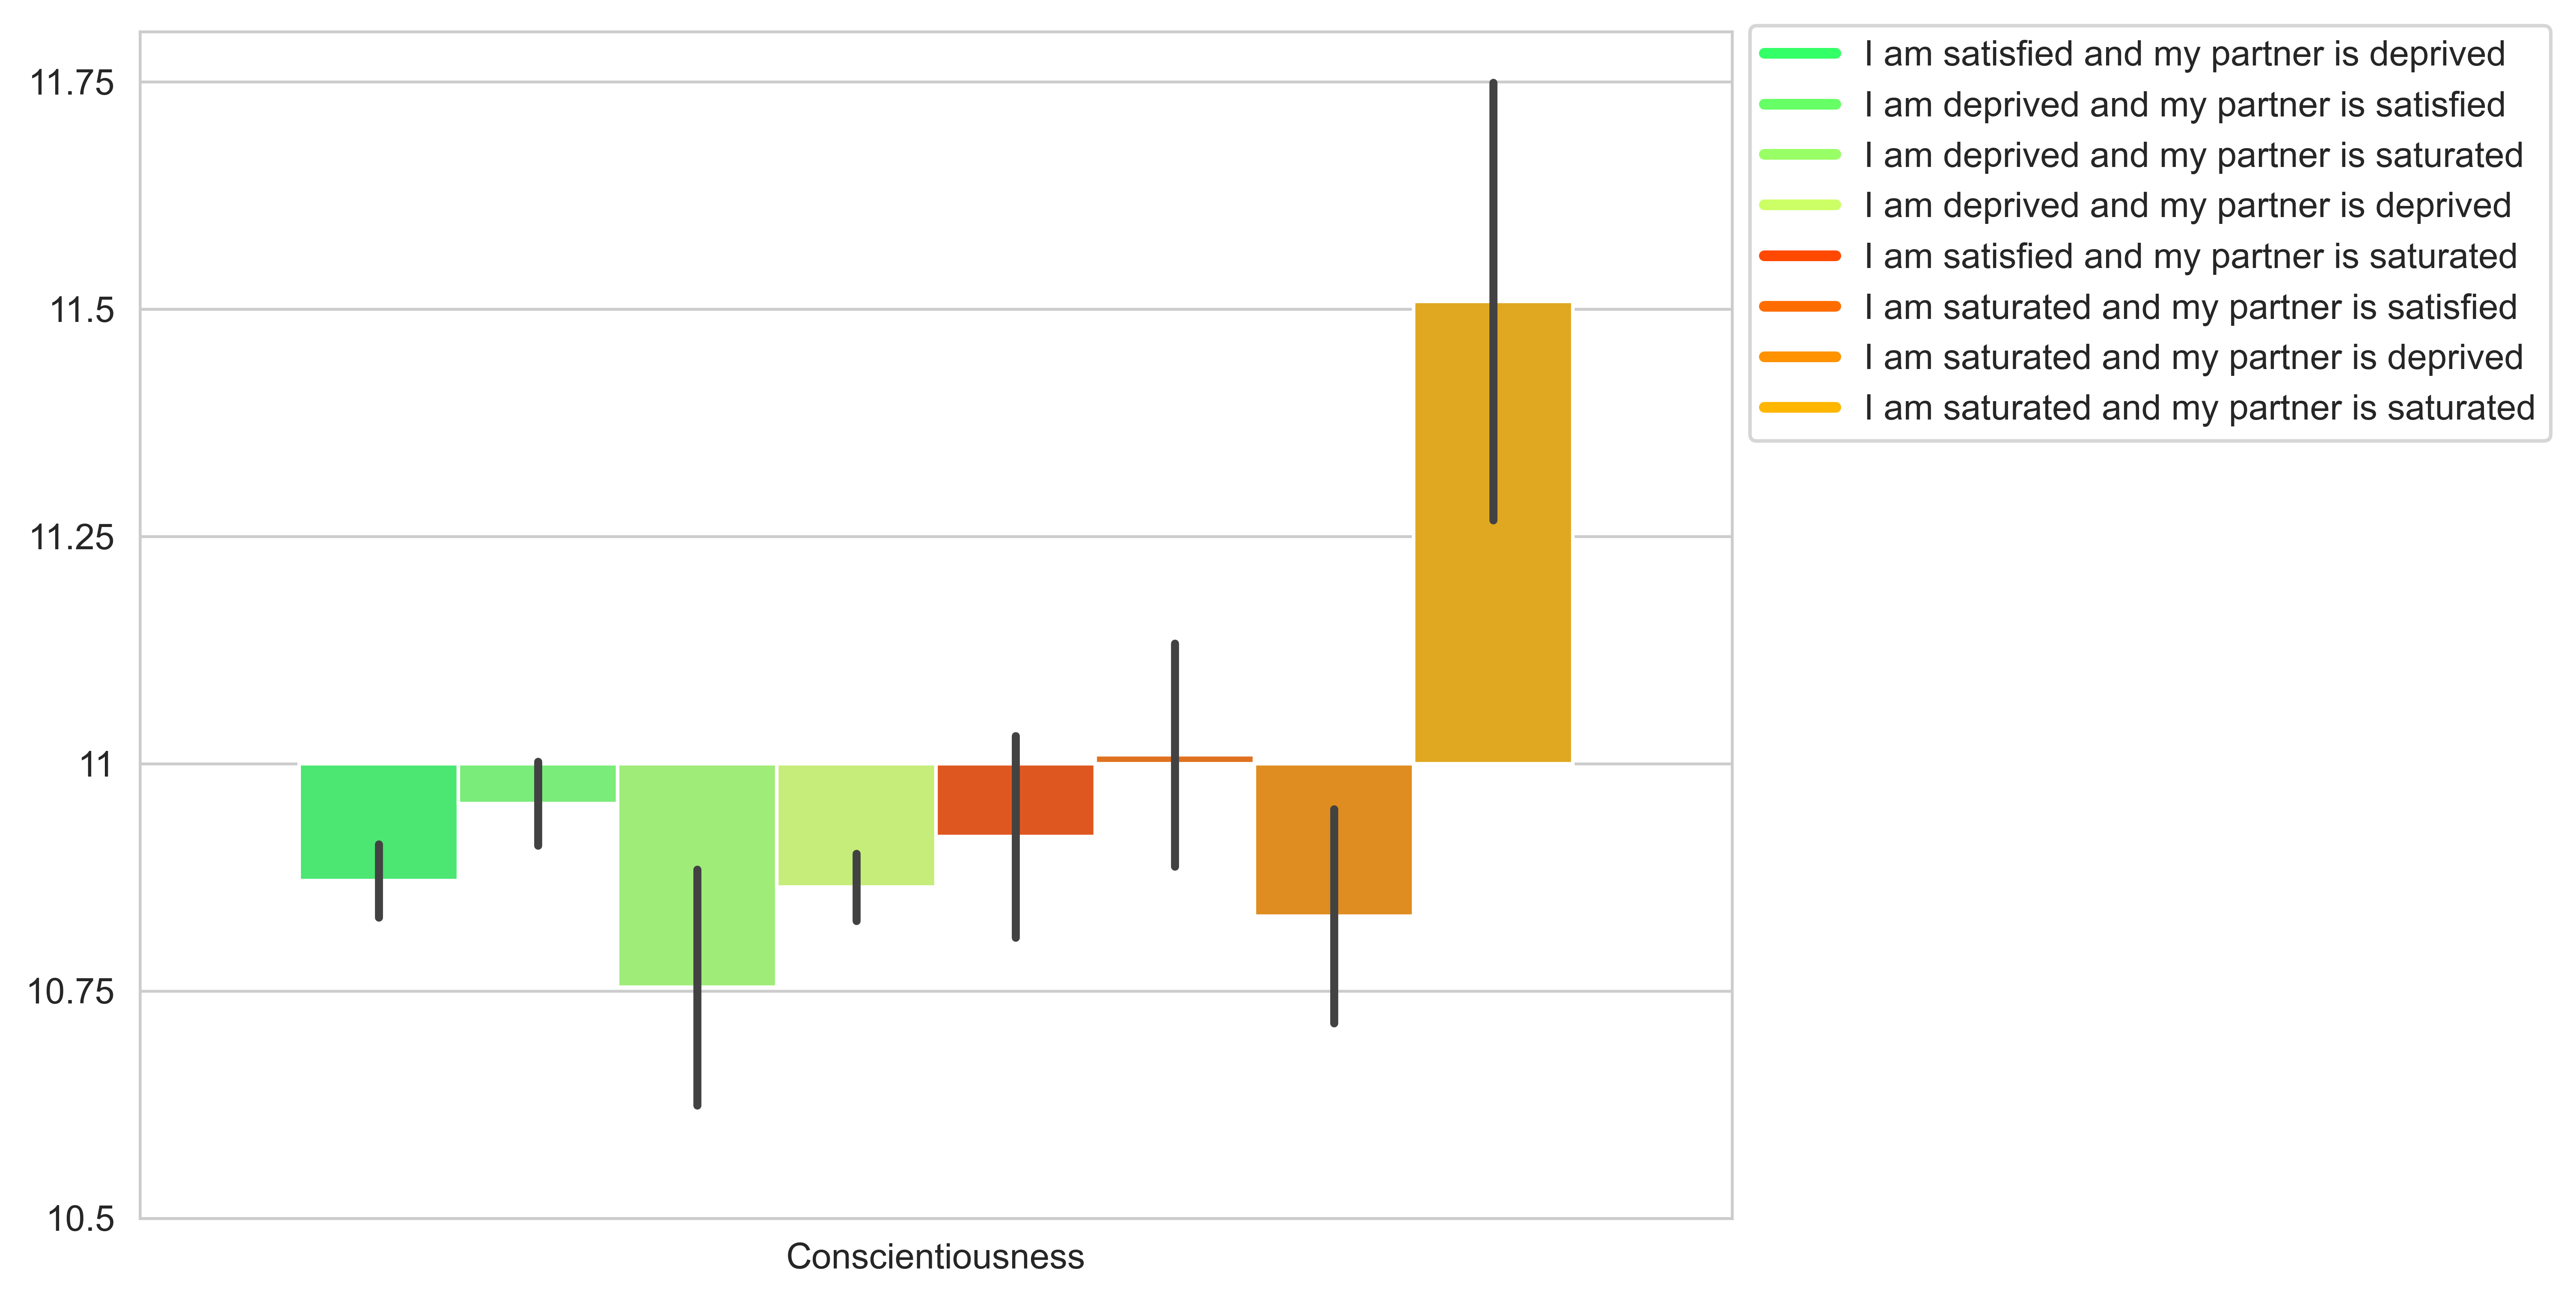 11.75
11.5
11.25
11
10.75
10.5
Conscientiousness
I am satisfied and my partner is deprived
I am deprived and my partner is satisfied
I am deprived and my partner is saturated
I am deprived and my partner is deprived
I am satisfied and my partner is saturated
I am saturated and my partner is satisfied
I am saturated and my partner is deprived
I am saturated and my partner is saturated